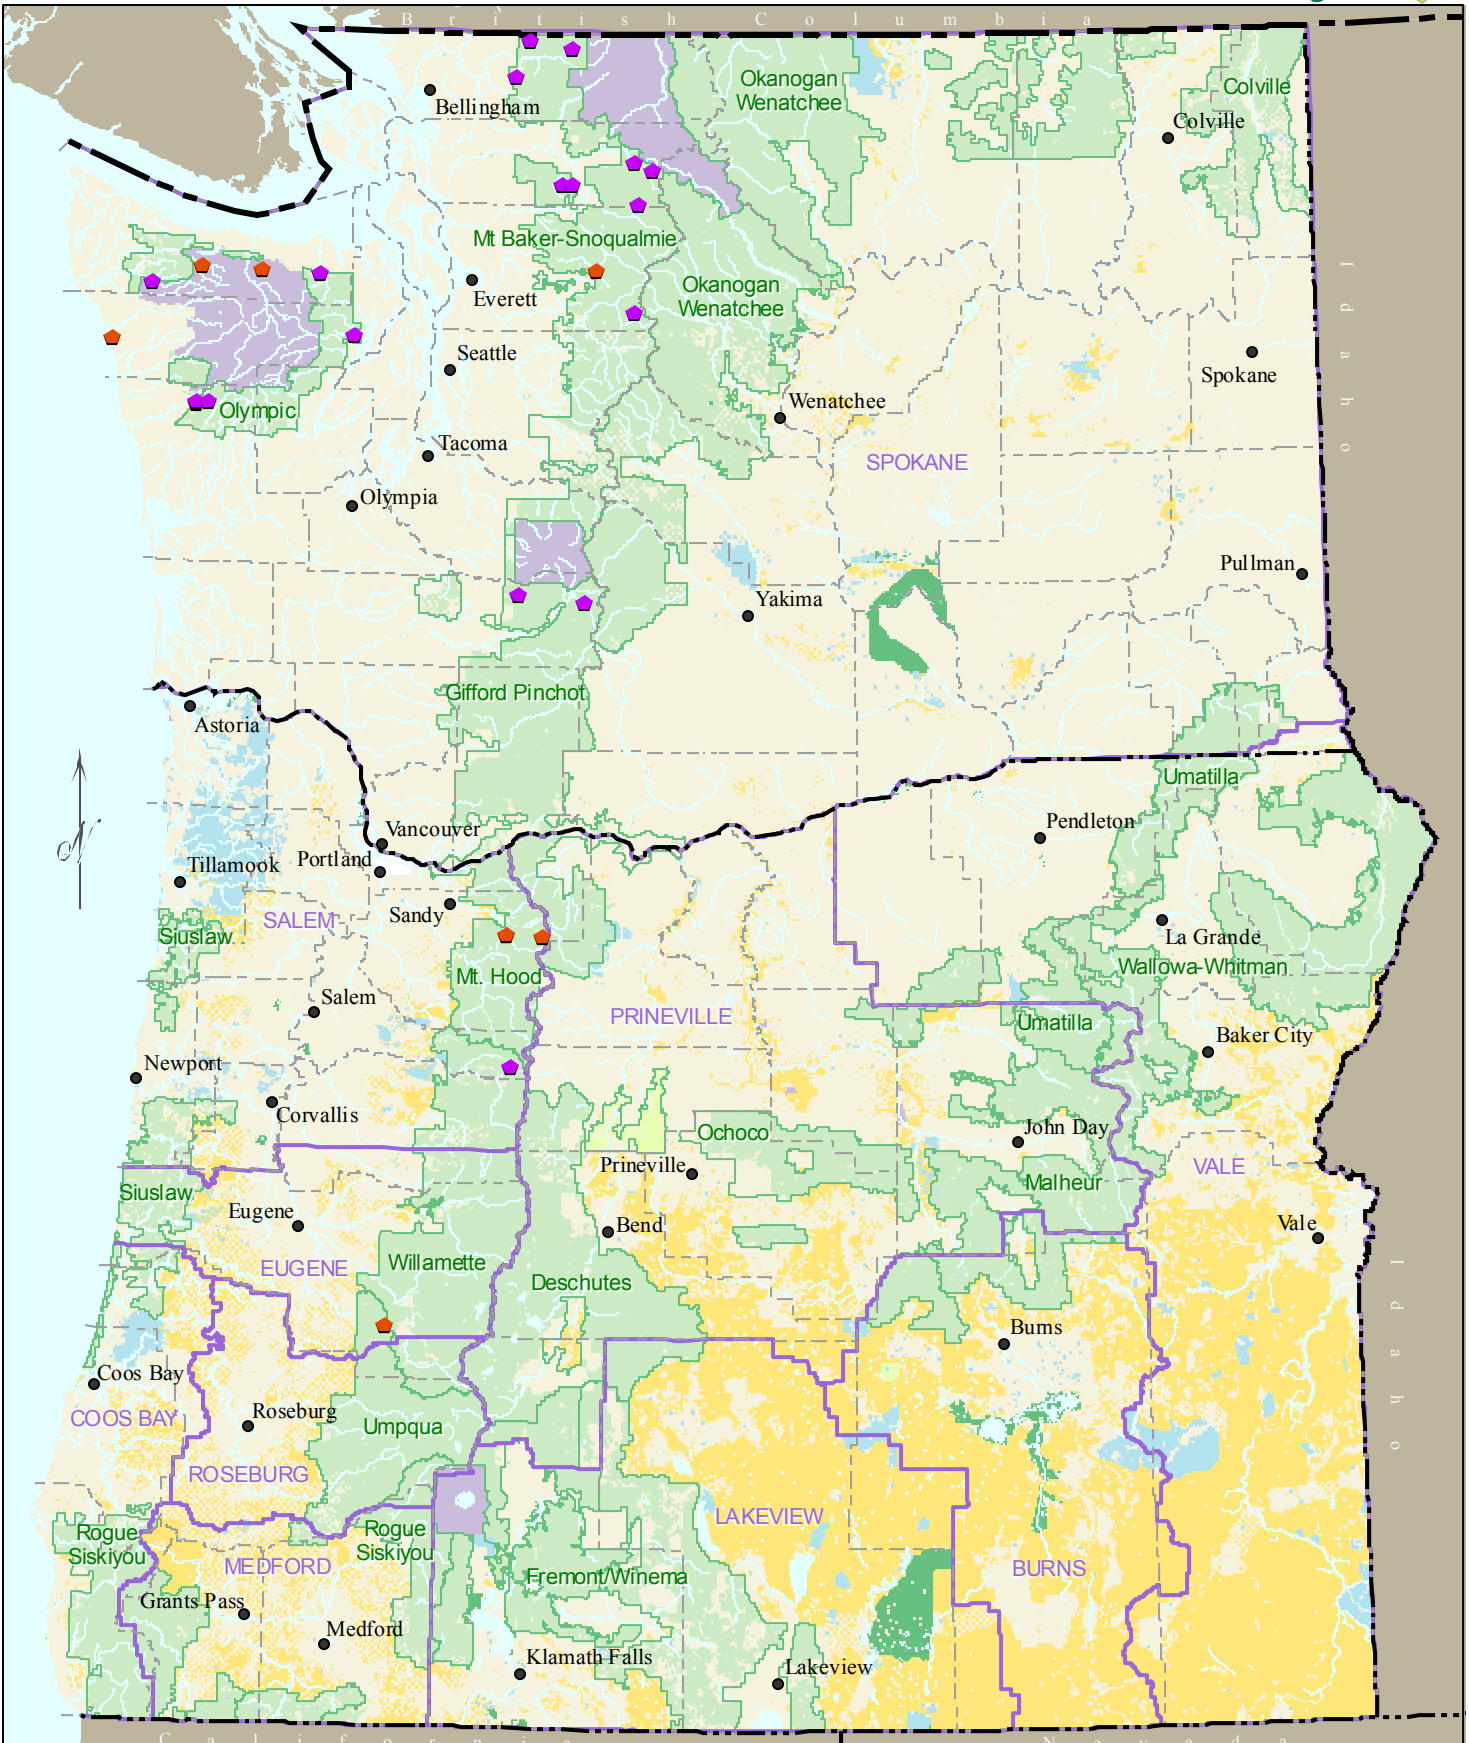 British Columbia
Okanogan
Wenatchee
Colville
Bellingham
Colville
Mt Baker-Snoqualmie
Everett
Okanogan
Wenatchee
Idaho
Seattle
Spokane
Wenatchee
Olympic
Tacoma
SPOKANE
Olympia
Pullman
Yakima
Gifford Pinchot
Astoria
Umatilla
Vancouver
Pendleton
Portland
Tillamook
Sandy
SALEM
Siuslaw
La Grande
Wallowa-Whitman
Mt. Hood
Salem
PRINEVILLE
Umatilla
Baker City
Newport
Corvallis
Ochoco
John Day
Prineville
VALE
Siuslaw
Malheur
Eugene
Bend
Vale
EUGENE
Willamette
Deschutes
Idaho
Burns
Coos Bay
COOS BAY
Roseburg
Umpqua
ROSEBURG
LAKEVIEW
Rogue
Siskiyou
Rogue
Siskiyou
MEDFORD
Fremont/Winema
BURNS
Grants Pass
Medford
Klamath Falls
Lakeview
California
Nevada
N